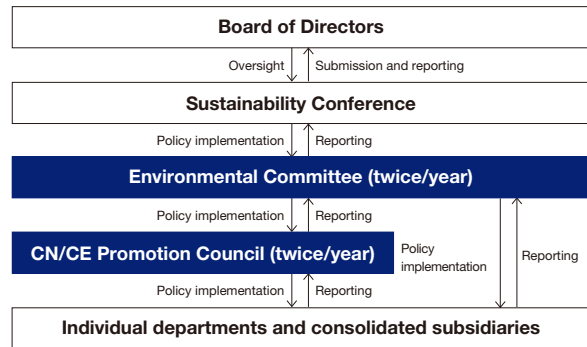 Board of Directors
Oversight
Submission and reporting
Sustainability Conference
Policy implementation
Reporting
Environmental Committee (twice/year)
Policy implementation
Reporting
CN/CE Promotion Council (twice/year)
Policy
implementation
Reporting
Policy implementation
Reporting
Individual departments and consolidated subsidiaries